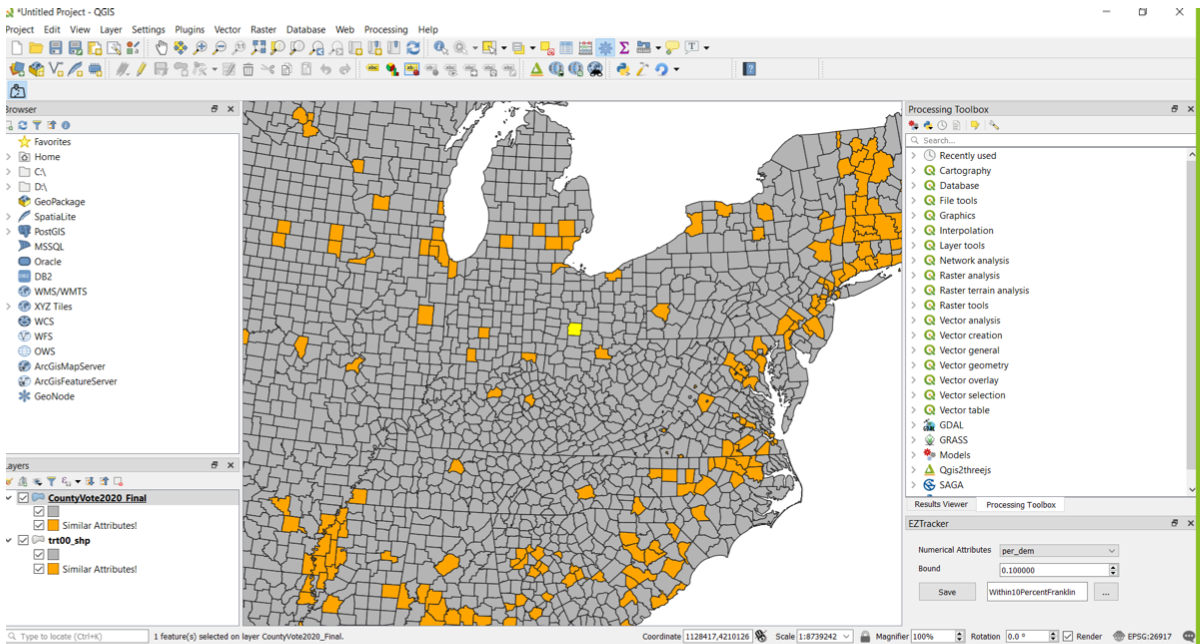 *Untitled Project - QGIS
Project Edit View Layer Settings Plugins Vector Raster Database Web Processing Help
Browser
Processing Toolbox
Search...
Favorites
Home
C:\
D:\
GeoPackage
SpatiaLite
PostGIS
MSSQL
Oracle
DB2
WMS/WMTS
XYZ Tiles
WCS
WFS
OWS
ArcGisMapServer
ArcGisFeatureServer
GeoNode
Recently used
Cartography
Database
File tools
Graphics
Interpolation
Layer tools
Network analysis
Raster analysis
Raster terrain analysis
Raster tools
Vector analysis
Vector creation
Vector general
Vector geometry
Vector overlay
Vector selection
Vector table
GDAL
GRASS
Models
Qgis2threejs
SAGA
Layers
CountyVote2020_Final
Similar Attributes!
trt00_shp
Similar Attributes!
Results Viewer Processing Toolbox
EZTracker
Numerical Attributes per_dem
Bound 0.100000
Save Within10PercentFranklin ...
Type to locate (Ctrl+K) 1 feature(s) selected on layer CountyVote2020_Final. Coordinate 1128417,4210126 Scale 1:8739242 Magnifier 100% Rotation 0.0 ° Render EPSG:26917